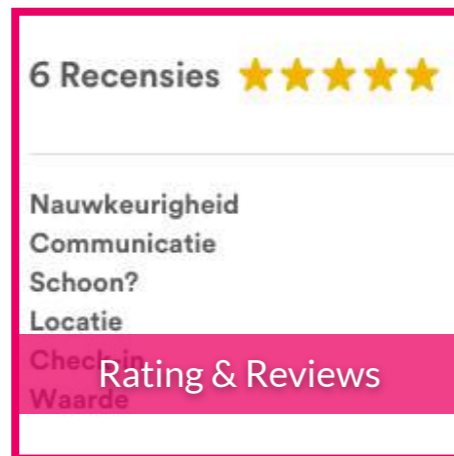 6 Recensies
Nauwkeurigheid
Communicatie
Schoon?
Locatie
Check-in
Rating & Reviews
Waarde